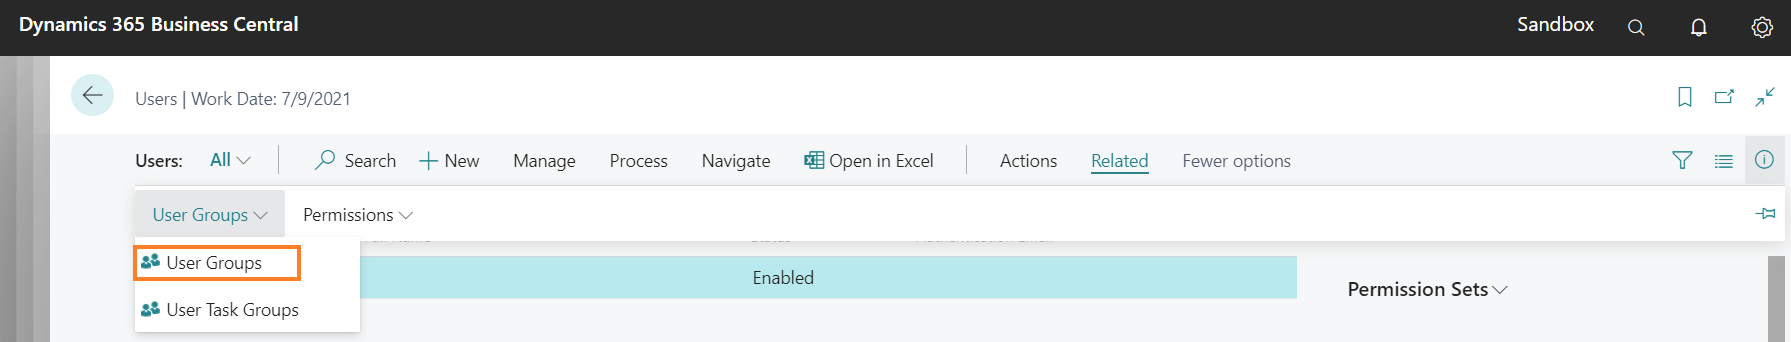 Dynamics 365 Business Central Sandbox
Users | Work Date: 7/9/2021
Users: All Search New Manage Process Navigate Open in Excel Actions Related Fewer options
User Groups Permissions
User Groups
Enabled
Permission Sets
User Task Groups